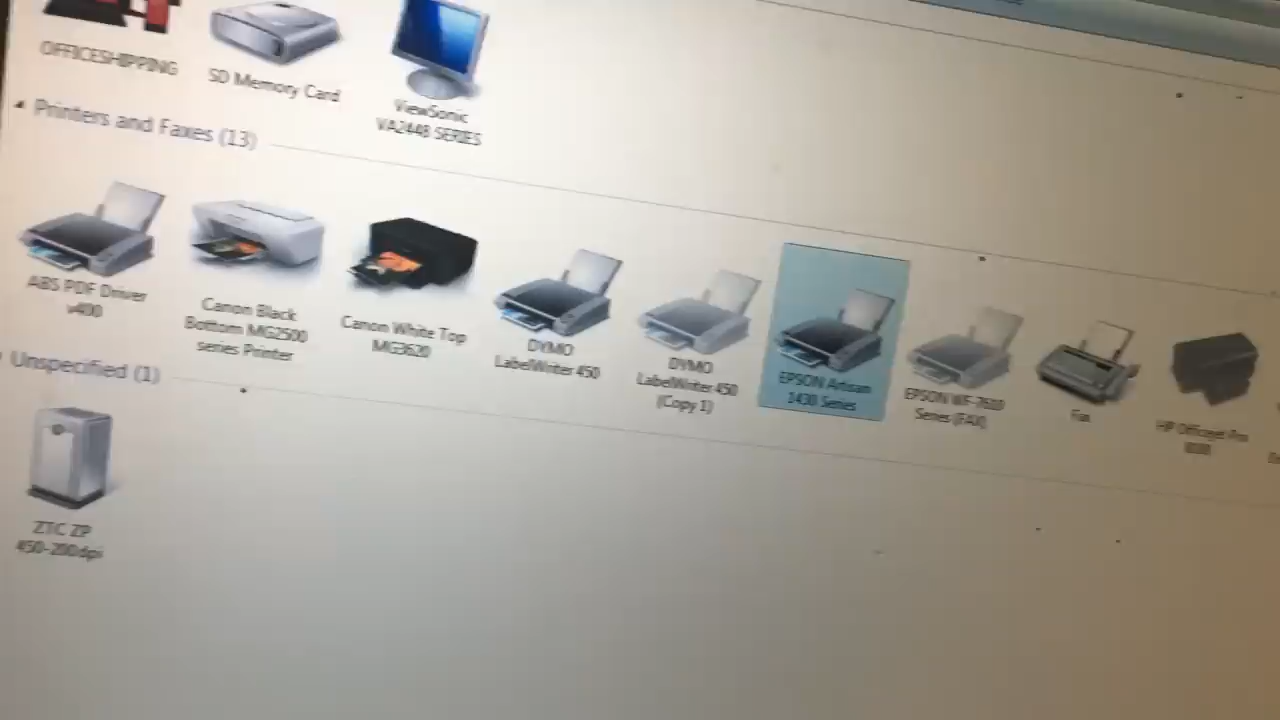 OFFICESHIPPING
SD Memory Card
ViewSonic
VA2448 SERIES
Printers and Faxes (13)
ABS PDF Driver
v400
Canon Black
Bottom MG2500
series Printer
Canon White Top
MG3620
DYMO
LabelWriter 450
DYMO
LabelWriter 450
(Copy 1)
EPSON Artisan
1430 Series
EPSON WF-7610
Series (FAX)
Fax
HP Officejet Pro
Unspecified (1)
ZTC ZP
450-200dpi